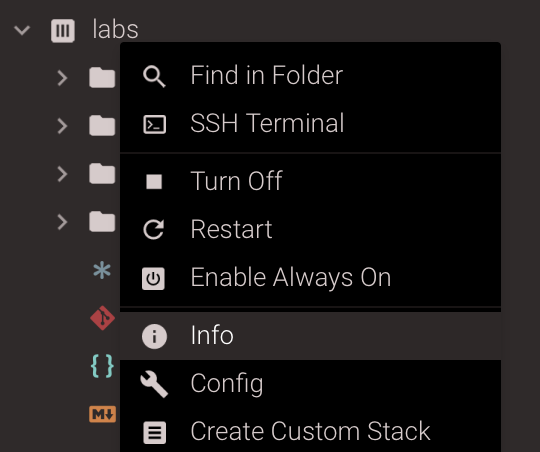 labs
Find in Folder
SSH Terminal
Turn Off
Restart
Enable Always On
Info
Config
Create Custom Stack
M